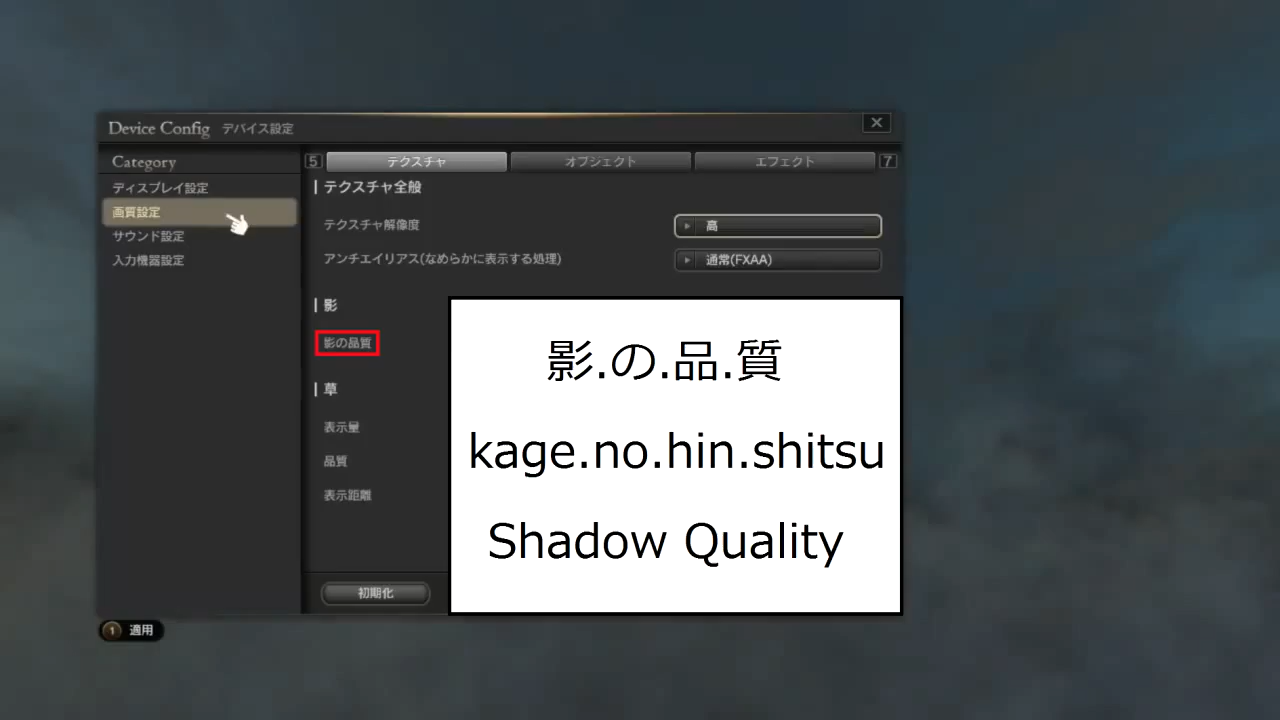 Device Config デバイス設定
Category
ディスプレイ設定
画質設定
サウンド設定
入力機器設定
5 テクスチャ オブジェクト エフェクト 7
テクスチャ全般
テクスチャ解像度 高
アンチエイリアス(なめらかに表示する処理) 通常(FXAA)
影
影の品質
草
表示量
品質
表示距離
初期化
影.の.品.質
kage.no.hin.shitsu
Shadow Quality
1 適用